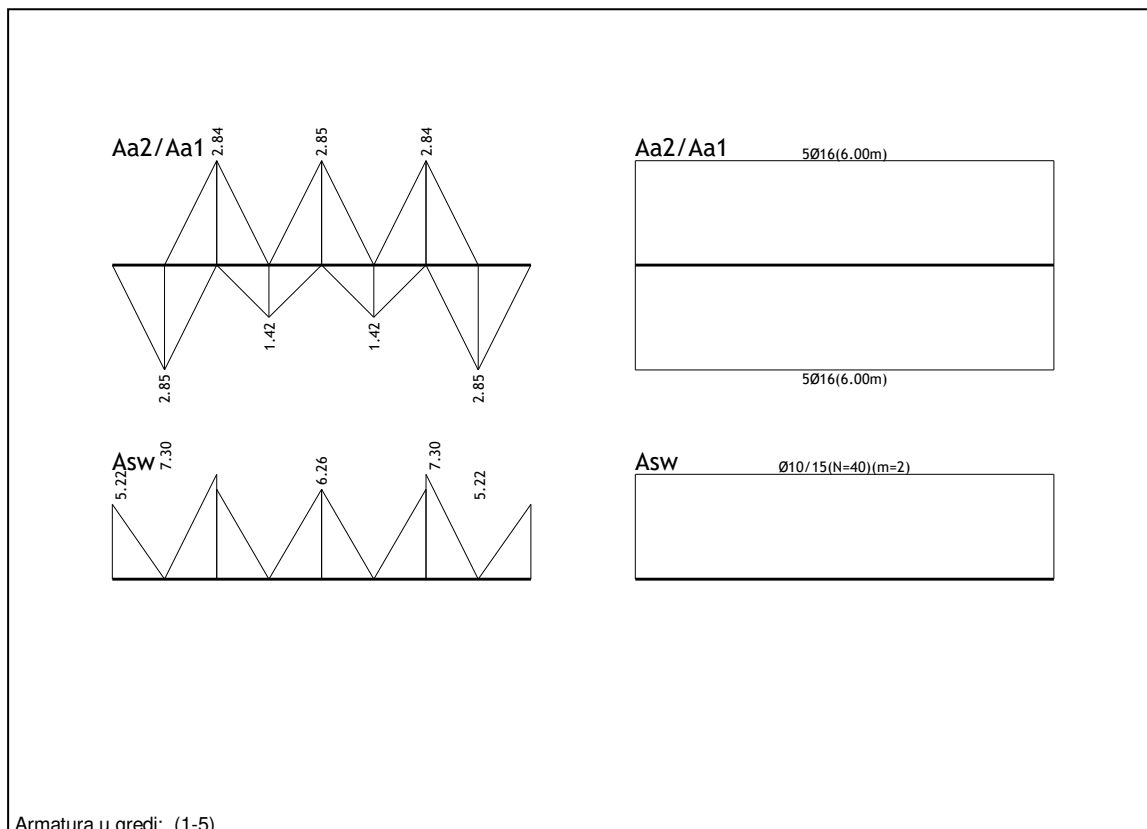 Aa2/Aa1
2.84
2.85
2.84
1.42
1.42
2.85
2.85
Aa2/Aa1
5Ø16(6.00m)
5Ø16(6.00m)
Asw
5.22
7.30
6.26
7.30
5.22
Asw
Ø10/15(N=40)(m=2)
Armatura u gredi: (1-5)